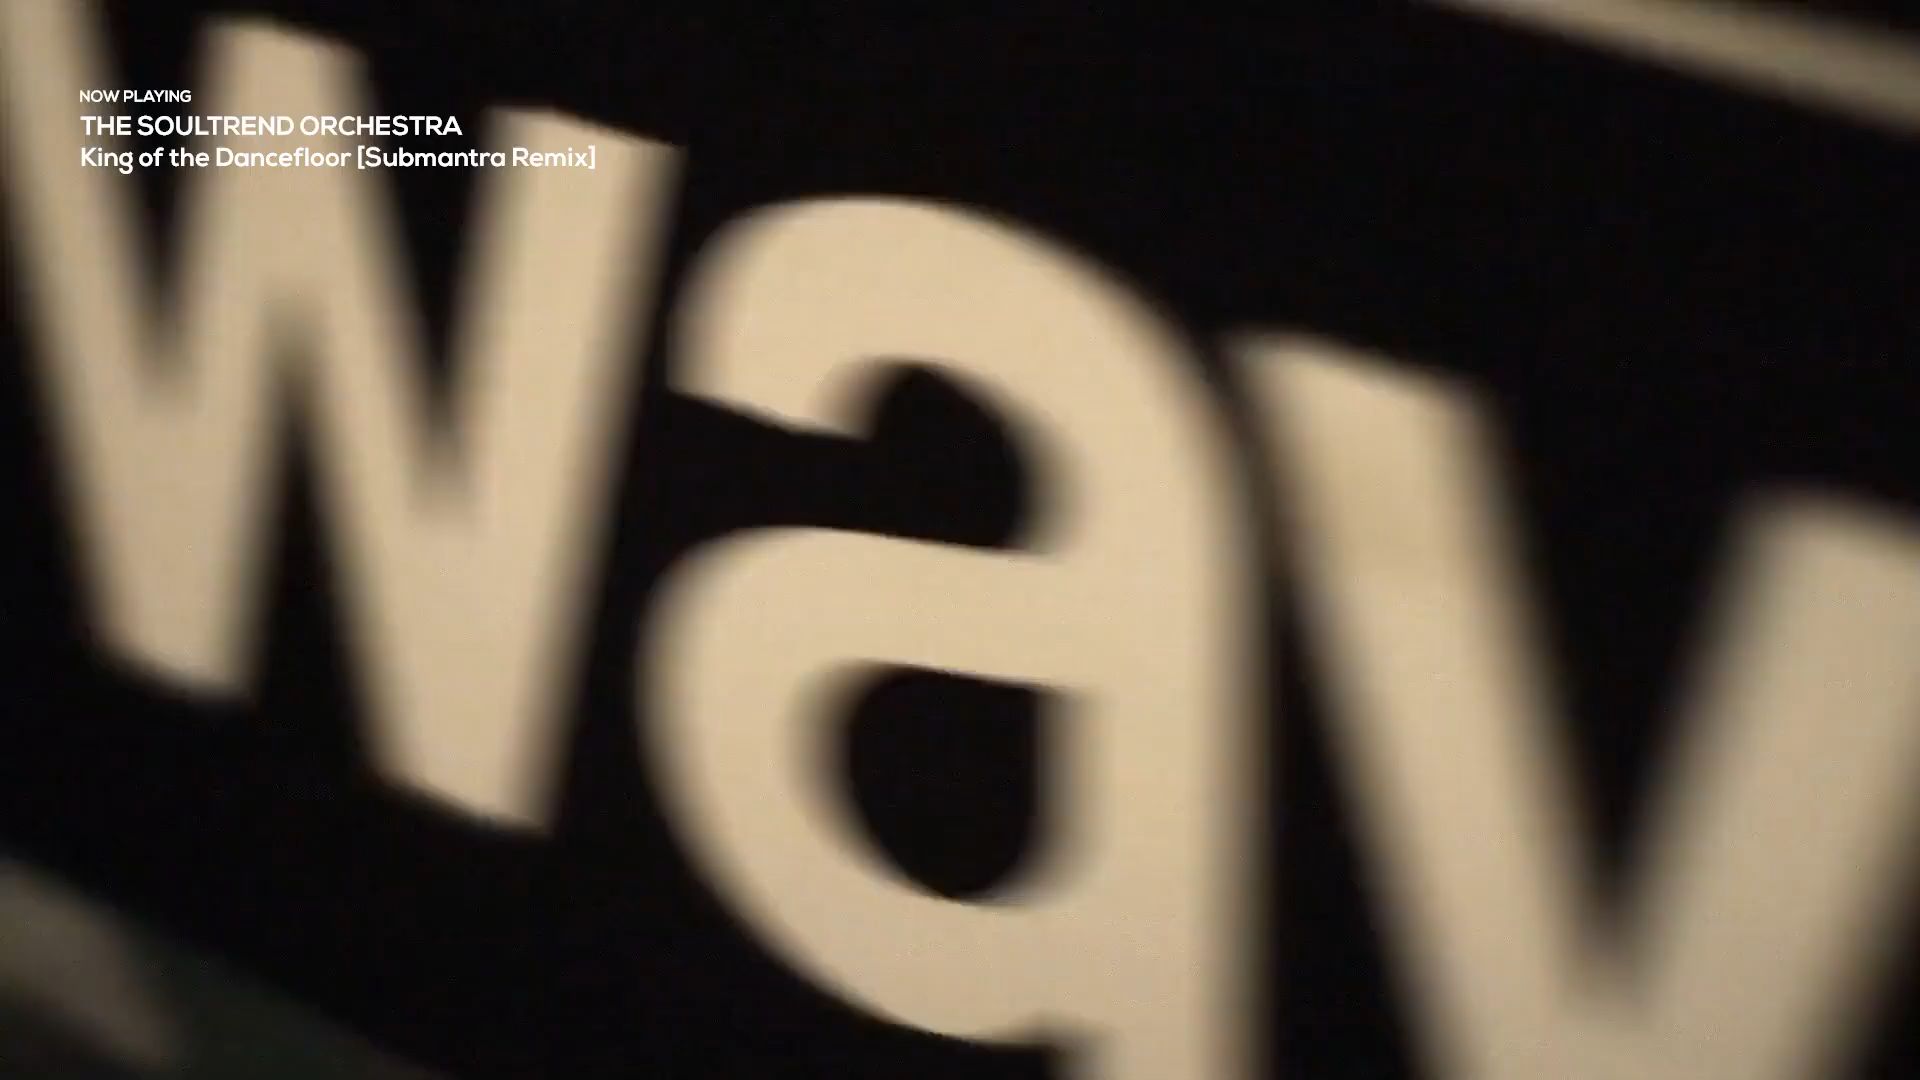 NOW PLAYING
THE SOULTREND ORCHESTRA
King of the Dancefloor [Submantra Remix]
wav